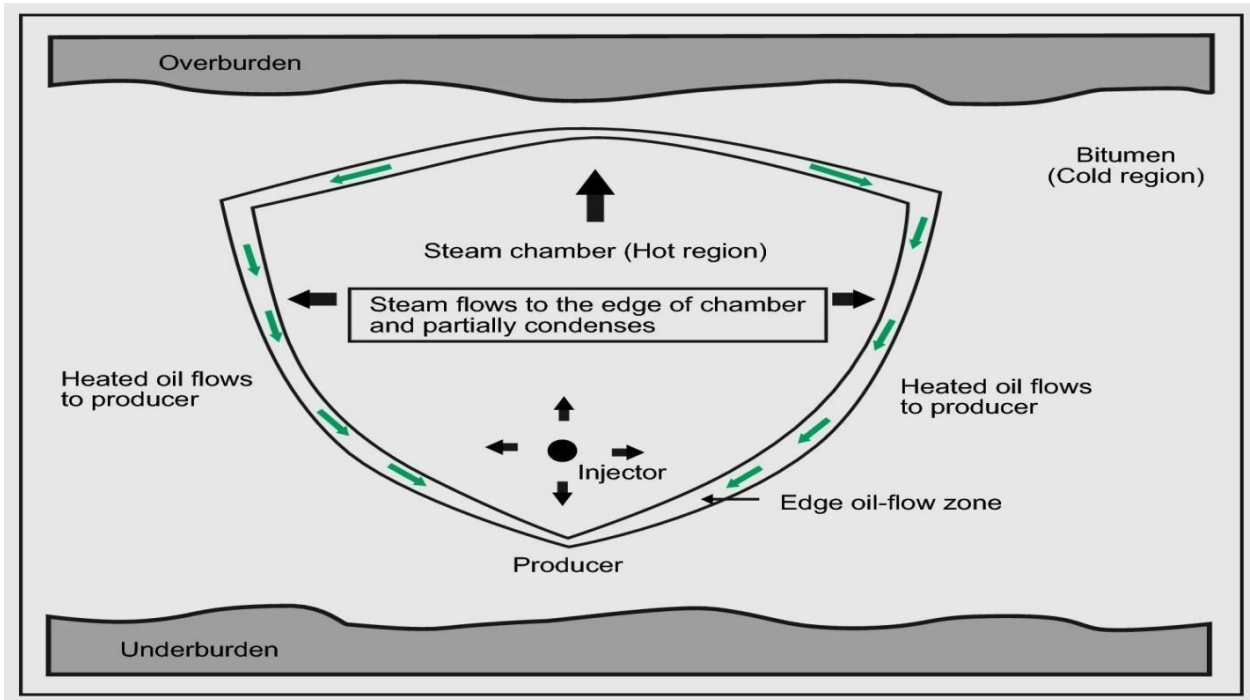 Overburden
Bitumen
(Cold region)
Steam chamber (Hot region)
Steam flows to the edge of chamber
and partially condenses
Heated oil flows
to producer
Heated oil flows
to producer
Injector
Edge oil-flow zone
Producer
Underburden